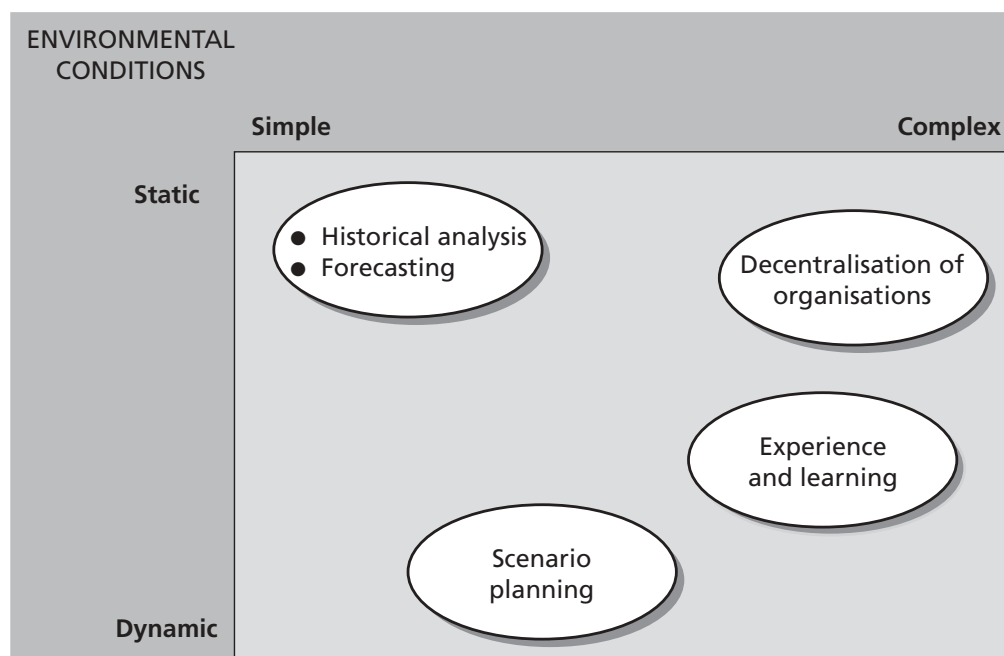 ENVIRONMENTAL
CONDITIONS
Simple
Complex
Static
● Historical analysis
● Forecasting
Decentralisation of
organisations
Experience
and learning
Scenario
planning
Dynamic